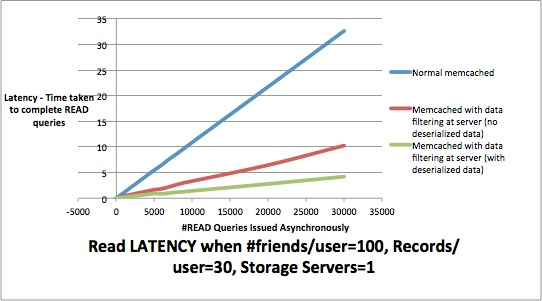 35
30
25
20
15
10
5
0
Latency - Time taken
to complete READ
queries
-5000 0 5000 10000 15000 20000 25000 30000 35000
#READ Queries Issued Asynchronously
Normal memcached
Memcached with data
filtering at server (no
deserialized data)
Memcached with data
filtering at server (with
deserialized data)
Read LATENCY when #friends/user=100, Records/
user=30, Storage Servers=1